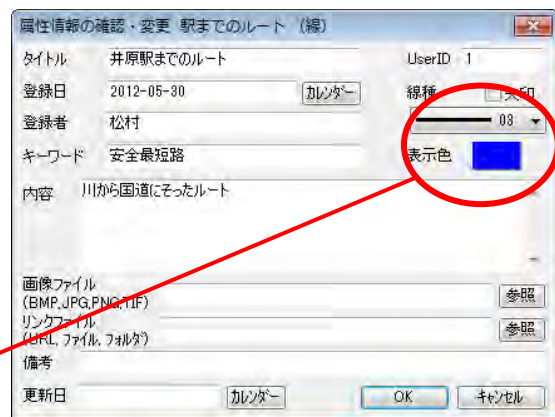 属性情報の確認・変更 駅までのルート (線)
タイトル 井原駅までのルート UserID 1
登録日 2012-05-30 カレンダー 線種 矢印
登録者 松村 03
キーワード 安全最短路 表示色
内容 川から国道にそったルート
画像ファイル
(BMP,JPG,PNG,TIF) 参照
リンクファイル
(URL, ファイル, フォルダ) 参照
備考
更新日 カレンダー OK キャンセル